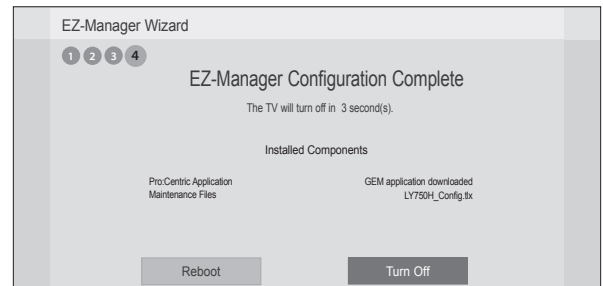 EZ-Manager Wizard
1 2 3 4
EZ-Manager Configuration Complete
The TV will turn off in 3 second(s).
Installed Components
Pro:Centric Application GEM application downloaded
Maintenance Files LY750H_Config.tlx
Reboot Turn Off